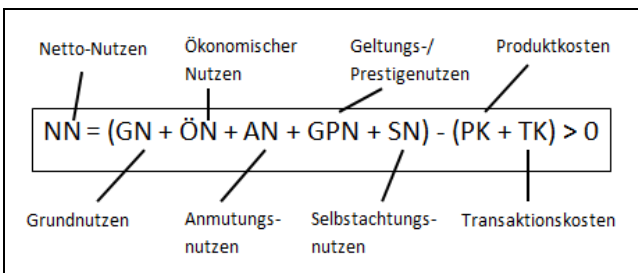 Netto-Nutzen
Ökonomischer
Nutzen
Geltungs-/
Prestigenutzen
Produktkosten
NN = (GN + ÖN + AN + GPN + SN) - (PK + TK) > 0
Grundnutzen
Anmutungs-
nutzen
Selbstachtungs-
nutzen
Transaktionskosten